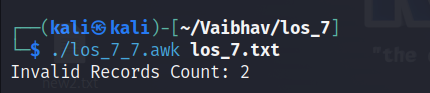 ┌──(kali㉿kali)-[~/Vaibhav/los_7]
└─$ ./los_7_7.awk los_7.txt
Invalid Records Count: 2